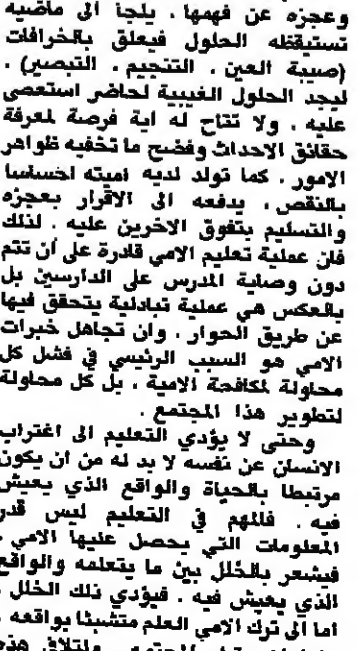 وعجزه عن فهمها ، يلجأ الى ماضيه
تستيقظه الحلول فيعلق بالخرافات
(صيبة العين ، التنجيم ، التبصير) .
ليجد الحلول الغيبية لحاضر استعصى
عليه ، ولا تتاح له اية فرصة لمعرفة
حقائق الاحداث وفضح ما تخفيه ظواهر
الامور . كما تولد لديه اميته احساسا
بالنقص ، يدفعه الى الاقرار بعجزه
والتسليم بتفوق الاخرين عليه . لذلك
فان عملية تعليم الامي قادرة على ان تتم
دون وصاية المدرس على الدارسين بل
بالعكس هي عملية تبادلية يتحقق فيها
عن طريق الحوار . وان تجاهل خبرات
الامي هو السبب الرئيسي في فشل كل
محاولة لمكافحة الامية ، بل كل محاولة
لتطوير هذا المجتمع .
وحتى لا يؤدي التعليم الى اغتراب
الانسان عن نفسه لا بد له من ان يكون
مرتبطا بالحياة والواقع الذي يعيش
فيه . فالمهم في التعليم ليس قدر
المعلومات التي يحصل عليها الامي .
فيشعر بالخلل بين ما يتعلمه والواقع
الذي يعيش فيه . فيؤدي ذلك الخلل .
اما الى ترك الامي العلم متشبثا بواقعه .
ولتلافي هذه